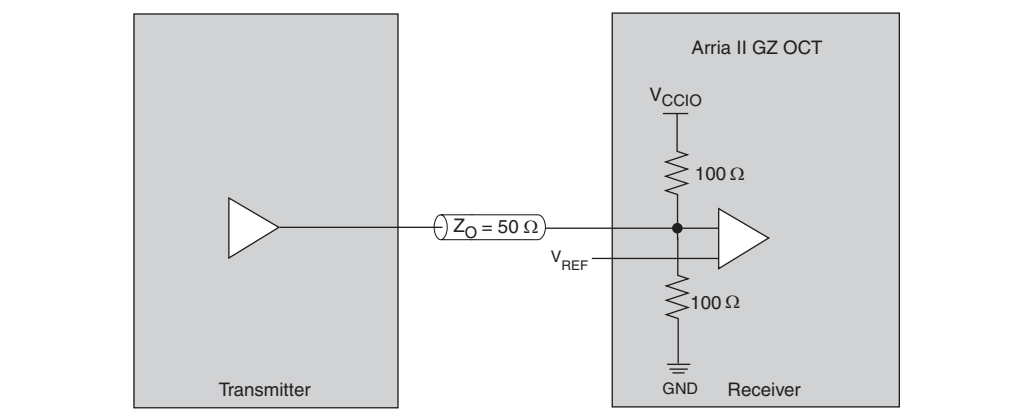 Arria II GZ OCT
VCCIO
100 Ω
ZO = 50 Ω
VREF
100 Ω
GND
Transmitter
Receiver